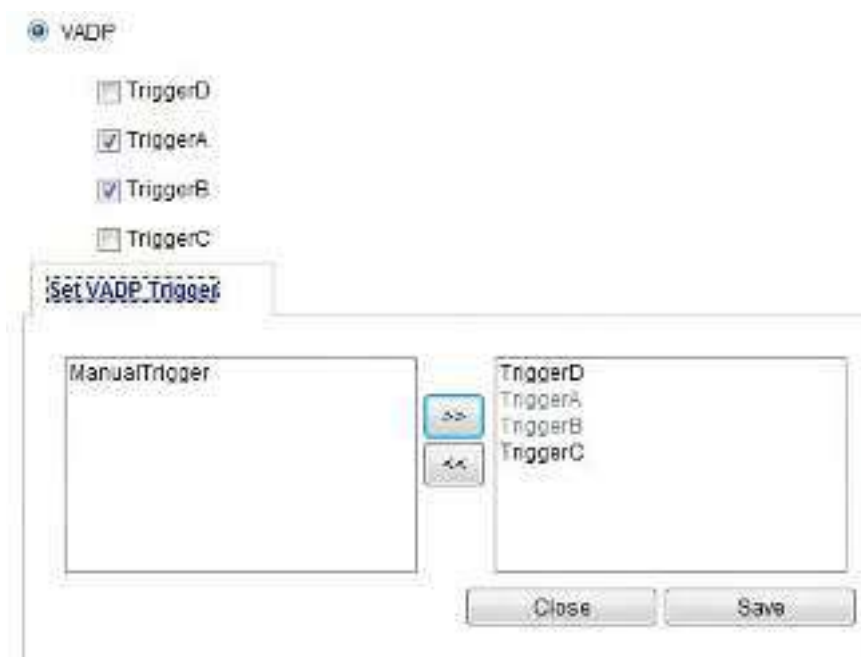 VADP
TriggerD
TriggerA
TriggerB
TriggerC
Set VADP Trigger
ManualTrigger
>>
<<
TriggerD
TriggerA
TriggerB
TriggerC
Close
Save